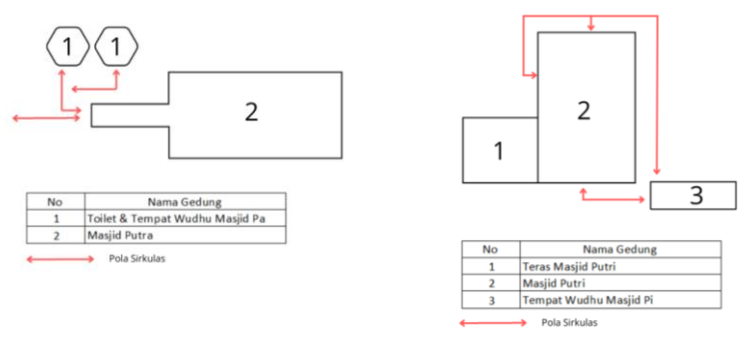 1 1
2
No Nama Gedung
1 Toilet & Tempat Wudhu Masjid Pa
2 Masjid Putra
Pola Sirkulas
2
1
3
No Nama Gedung
1 Teras Masjid Putri
2 Masjid Putri
3 Tempat Wudhu Masjid Pi
Pola Sirkulas